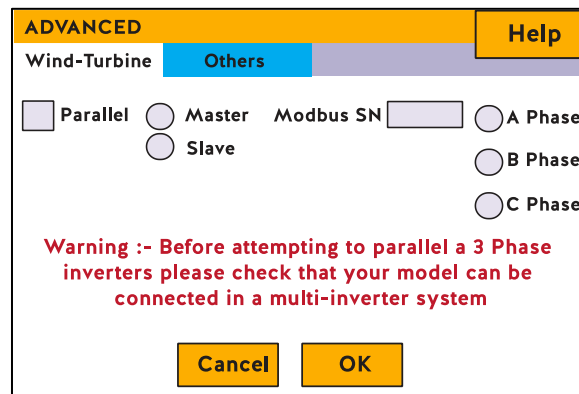 ADVANCED
Help
Wind-Turbine Others
Parallel Master Modbus SN A Phase
Slave
B Phase
C Phase
Warning :- Before attempting to parallel a 3 Phase
inverters please check that your model can be
connected in a multi-inverter system
Cancel OK